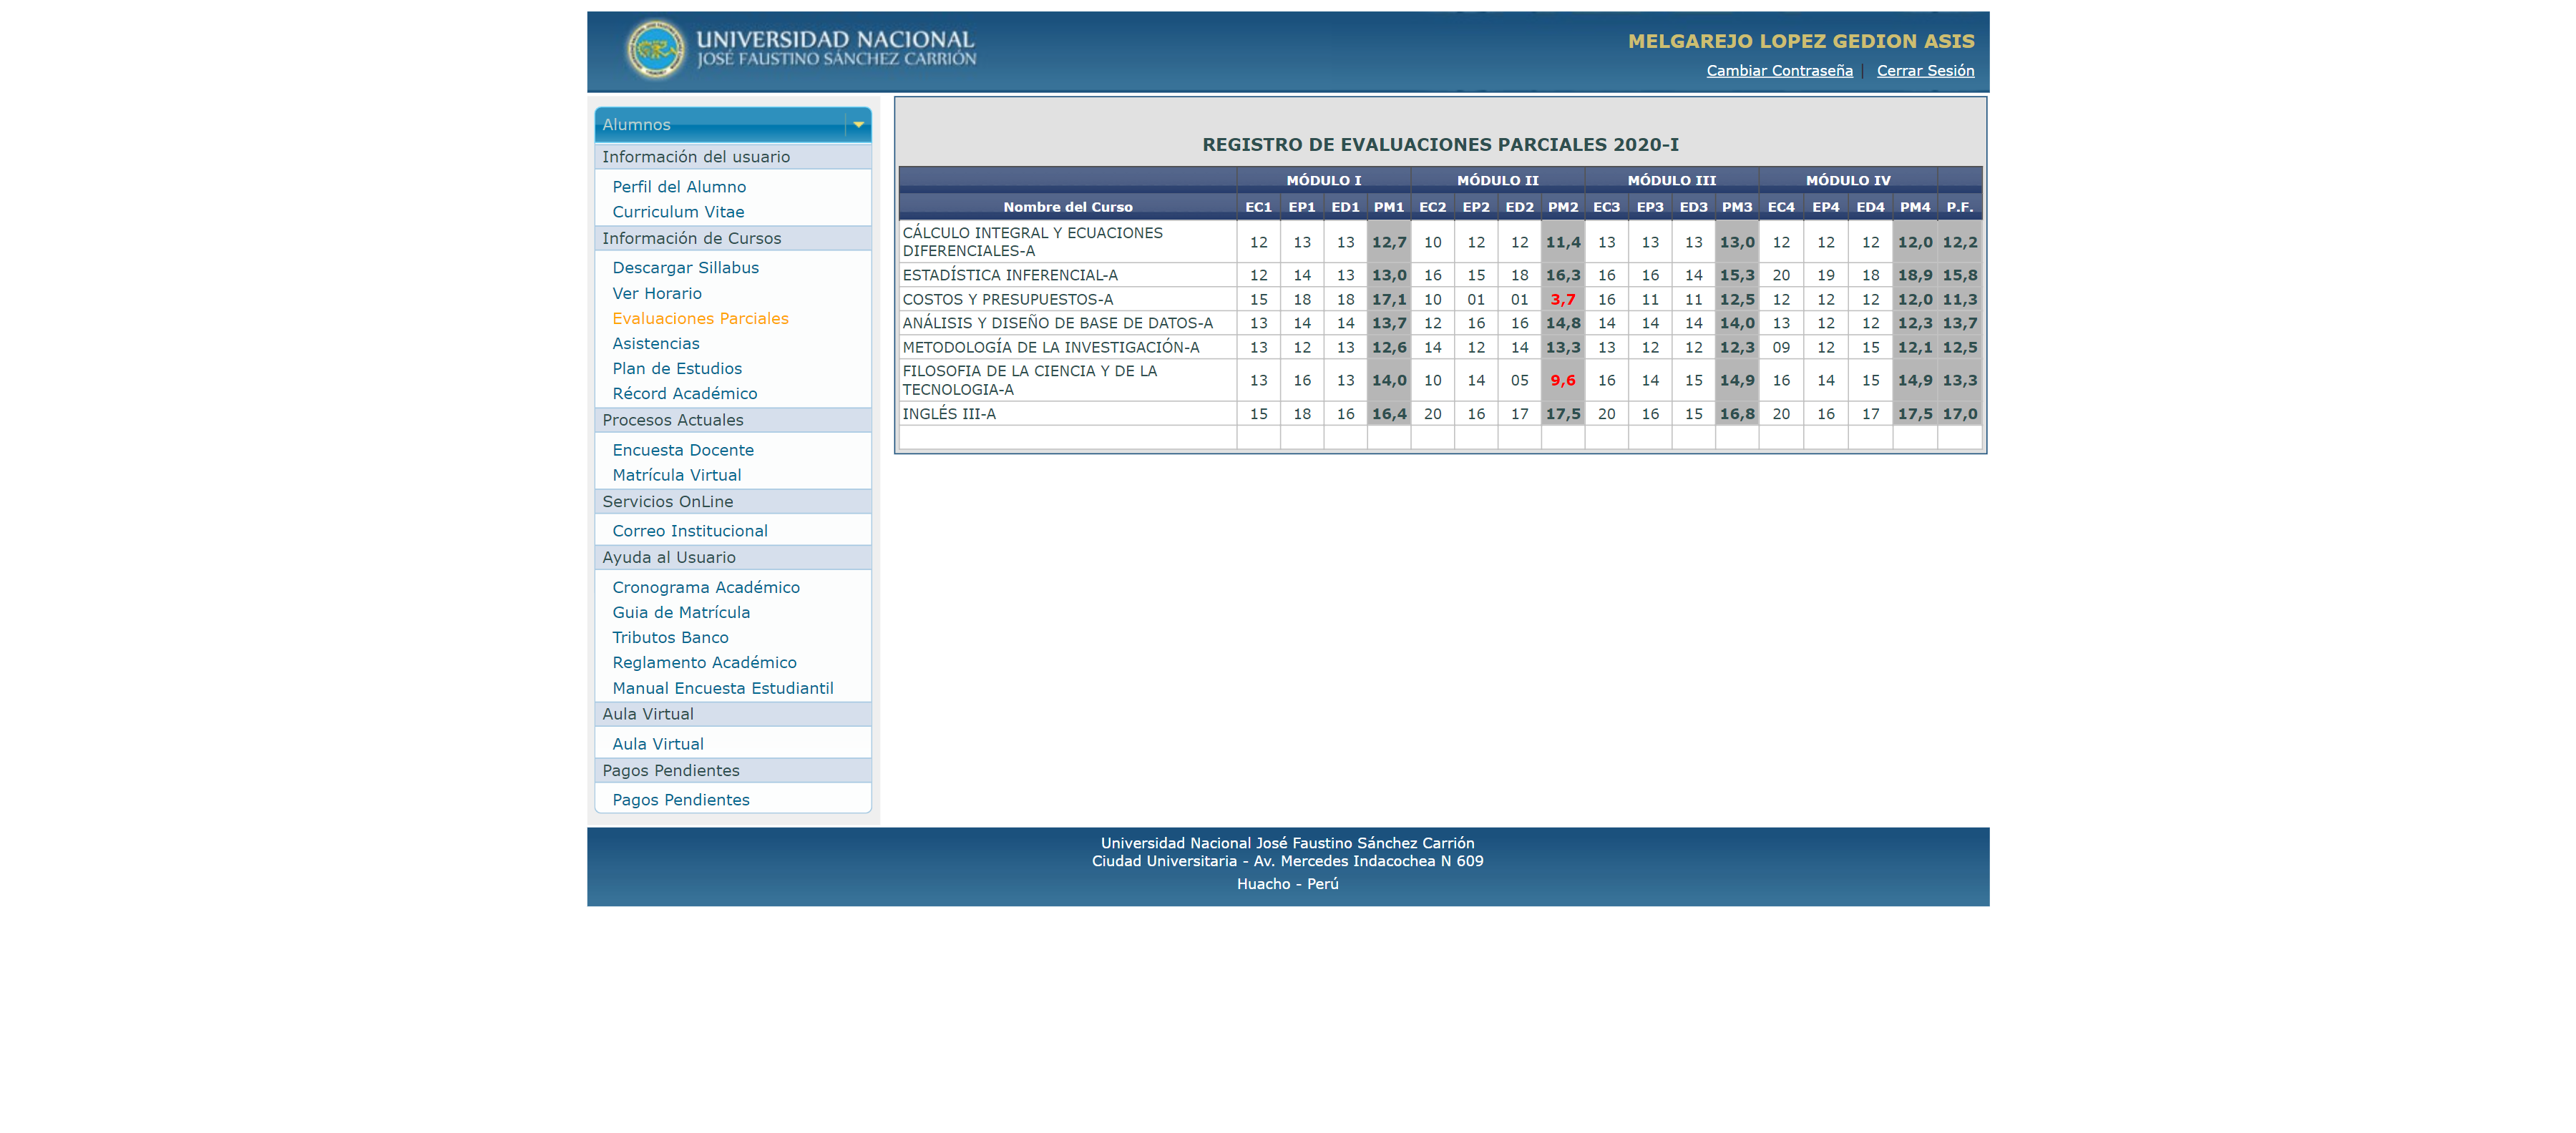 UNIVERSIDAD NACIONAL
JOSÉ FAUSTINO SÁNCHEZ CARRIÓN
MELGAREJO LOPEZ GEDION ASIS
Cambiar Contraseña | Cerrar Sesión
Alumnos
Información del usuario
Perfil del Alumno
Curriculum Vitae
Información de Cursos
Descargar Sillabus
Ver Horario
Evaluaciones Parciales
Asistencias
Plan de Estudios
Récord Académico
Procesos Actuales
Encuesta Docente
Matrícula Virtual
Servicios OnLine
Correo Institucional
Ayuda al Usuario
Cronograma Académico
Guia de Matrícula
Tributos Banco
Reglamento Académico
Manual Encuesta Estudiantil
Aula Virtual
Aula Virtual
Pagos Pendientes
Pagos Pendientes
REGISTRO DE EVALUACIONES PARCIALES 2020-I
MÓDULO I MÓDULO II MÓDULO III MÓDULO IV
Nombre del Curso EC1 EP1 ED1 PM1 EC2 EP2 ED2 PM2 EC3 EP3 ED3 PM3 EC4 EP4 ED4 PM4 P.F.
CÁLCULO INTEGRAL Y ECUACIONES
DIFERENCIALES-A 12 13 13 12,7 10 12 12 11,4 13 13 13 13,0 12 12 12 12,0 12,2
ESTADÍSTICA INFERENCIAL-A 12 14 13 13,0 16 15 18 16,3 16 16 14 15,3 20 19 18 18,9 15,8
COSTOS Y PRESUPUESTOS-A 15 18 18 17,1 10 01 01 3,7 16 11 11 12,5 12 12 12 12,0 11,3
ANÁLISIS Y DISEÑO DE BASE DE DATOS-A 13 14 14 13,7 12 16 16 14,8 14 14 14 14,0 13 12 12 12,3 13,7
METODOLOGÍA DE LA INVESTIGACIÓN-A 13 12 13 12,6 14 12 14 13,3 13 12 12 12,3 09 12 15 12,1 12,5
FILOSOFIA DE LA CIENCIA Y DE LA
TECNOLOGIA-A 13 16 13 14,0 10 14 05 9,6 16 14 15 14,9 16 14 15 14,9 13,3
INGLÉS III-A 15 18 16 16,4 20 16 17 17,5 20 16 15 16,8 20 16 17 17,5 17,0
Universidad Nacional José Faustino Sánchez Carrión
Ciudad Universitaria - Av. Mercedes Indacochea N 609
Huacho - Perú